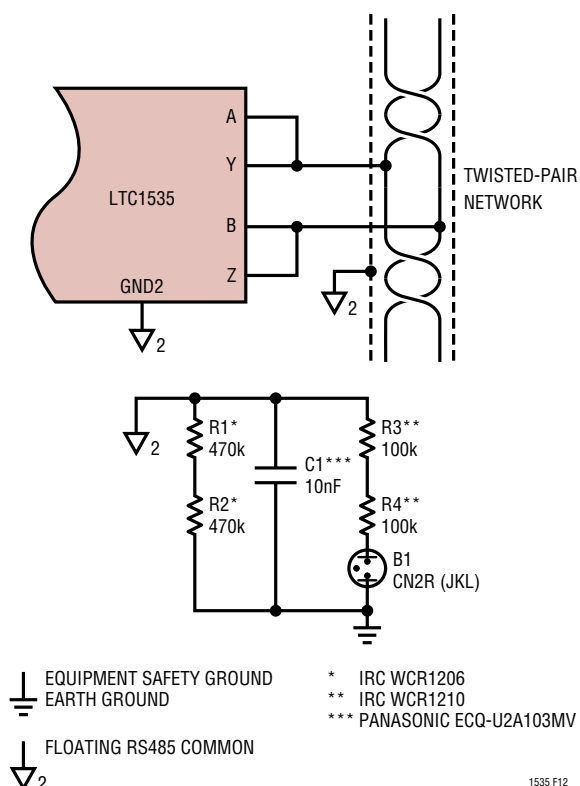 A
Y
LTC1535
B
Z
GND2
2
2
TWISTED-PAIR
NETWORK
2
R1*
470k
R2*
470k
C1***
10nF
R3**
100k
R4**
100k
B1
CN2R (JKL)
EQUIPMENT SAFETY GROUND
EARTH GROUND
FLOATING RS485 COMMON
2
* IRC WCR1206
** IRC WCR1210
*** PANASONIC ECQ-U2A103MV
1535 F12